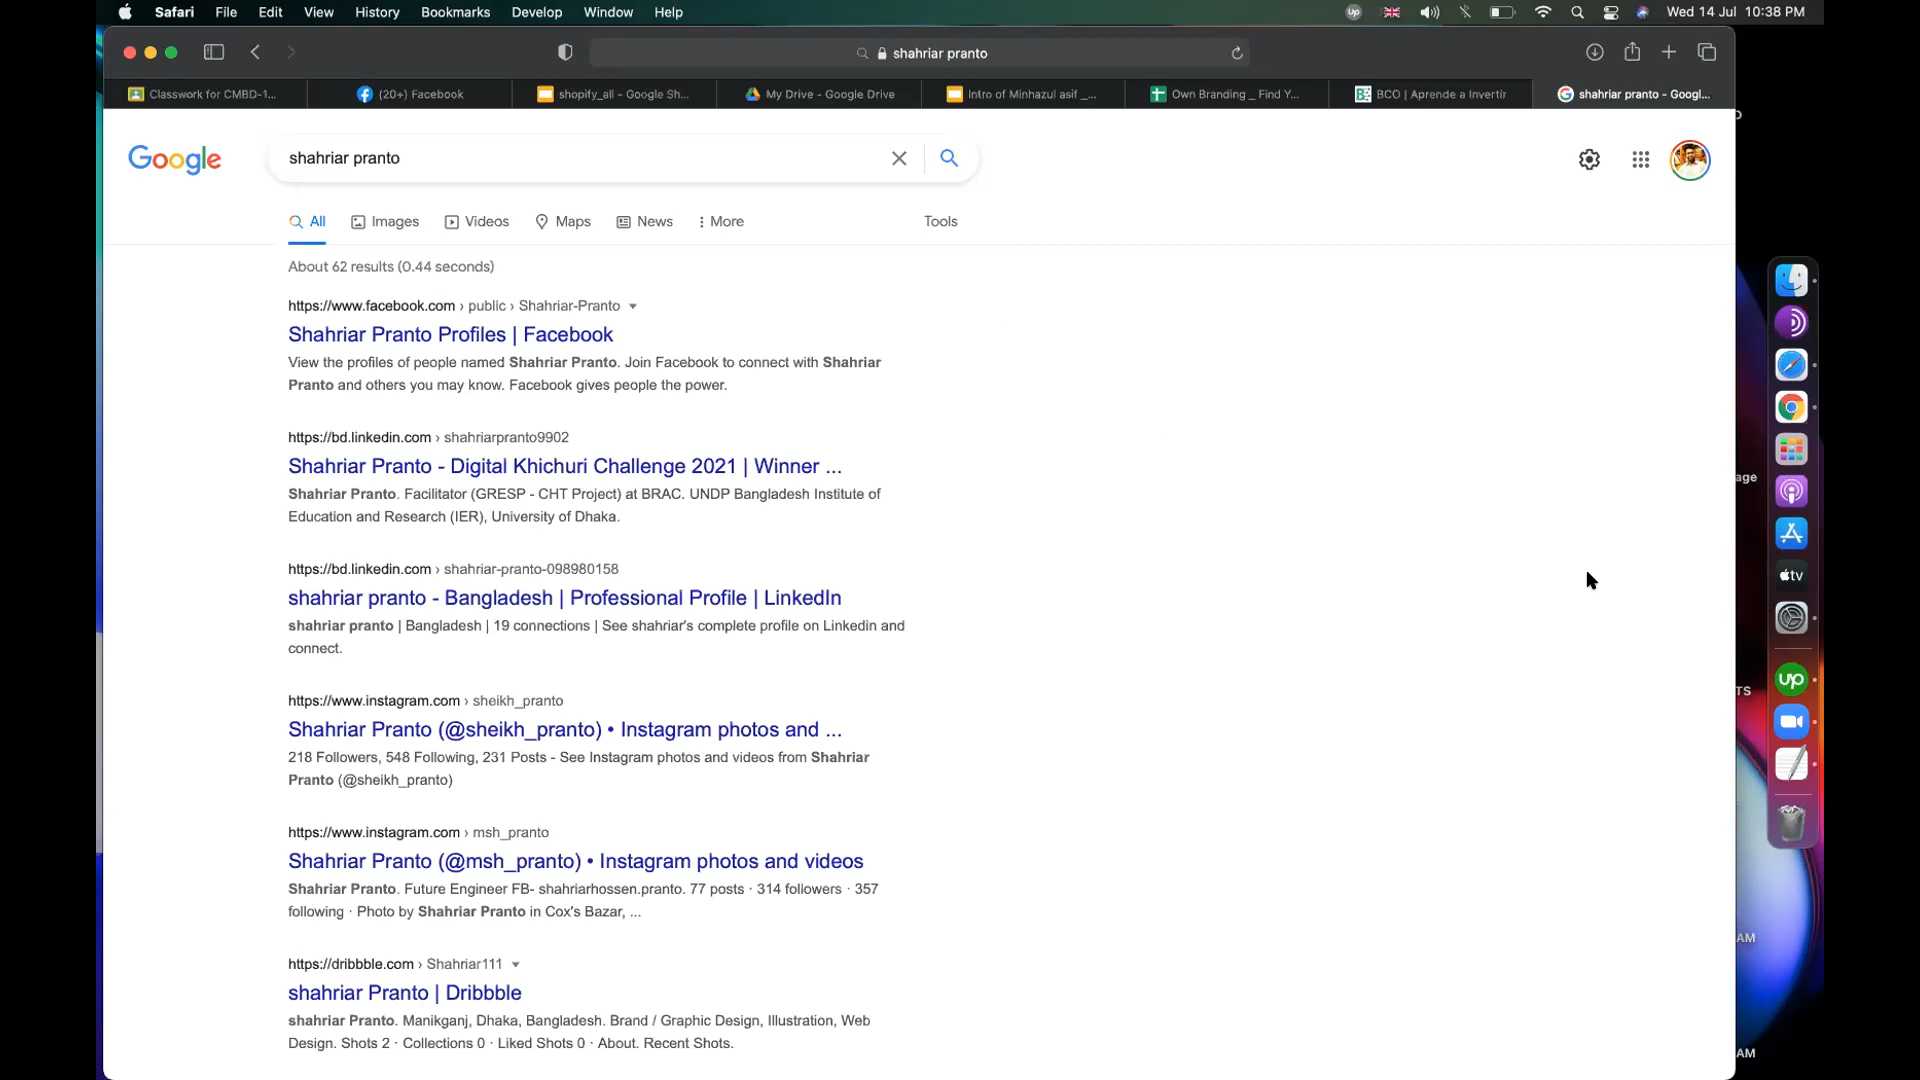 Safari File Edit View History Bookmarks Develop Window Help
up
Wed 14 Jul 10:38 PM
shahriar pranto
Classwork for CMBD-1...
(20+) Facebook
shopify_all - Google Sh...
My Drive - Google Drive
Intro of Minhazul asif _...
Own Branding _ Find Y...
BCO | Aprende a Invertir
shahriar pranto - Googl...
Google
shahriar pranto
All Images Videos Maps News More Tools
About 62 results (0.44 seconds)
https://www.facebook.com › public › Shahriar-Pranto
Shahriar Pranto Profiles | Facebook
View the profiles of people named Shahriar Pranto. Join Facebook to connect with Shahriar
Pranto and others you may know. Facebook gives people the power.
https://bd.linkedin.com › shahriarpranto9902
Shahriar Pranto - Digital Khichuri Challenge 2021 | Winner ...
Shahriar Pranto. Facilitator (GRESP - CHT Project) at BRAC. UNDP Bangladesh Institute of
Education and Research (IER), University of Dhaka.
https://bd.linkedin.com › shahriar-pranto-098980158
shahriar pranto - Bangladesh | Professional Profile | LinkedIn
shahriar pranto | Bangladesh | 19 connections | See shahriar's complete profile on Linkedin and
connect.
https://www.instagram.com › sheikh_pranto
Shahriar Pranto (@sheikh_pranto) • Instagram photos and ...
218 Followers, 548 Following, 231 Posts - See Instagram photos and videos from Shahriar
Pranto (@sheikh_pranto)
https://www.instagram.com › msh_pranto
Shahriar Pranto (@msh_pranto) • Instagram photos and videos
Shahriar Pranto. Future Engineer FB- shahriarhossen.pranto. 77 posts · 314 followers · 357
following · Photo by Shahriar Pranto in Cox's Bazar, ...
https://dribbble.com › Shahriar111
shahriar Pranto | Dribbble
shahriar Pranto. Manikganj, Dhaka, Bangladesh. Brand / Graphic Design, Illustration, Web
Design. Shots 2 · Collections 0 · Liked Shots 0 · About. Recent Shots.
age
tv
up
TS
AM
AM